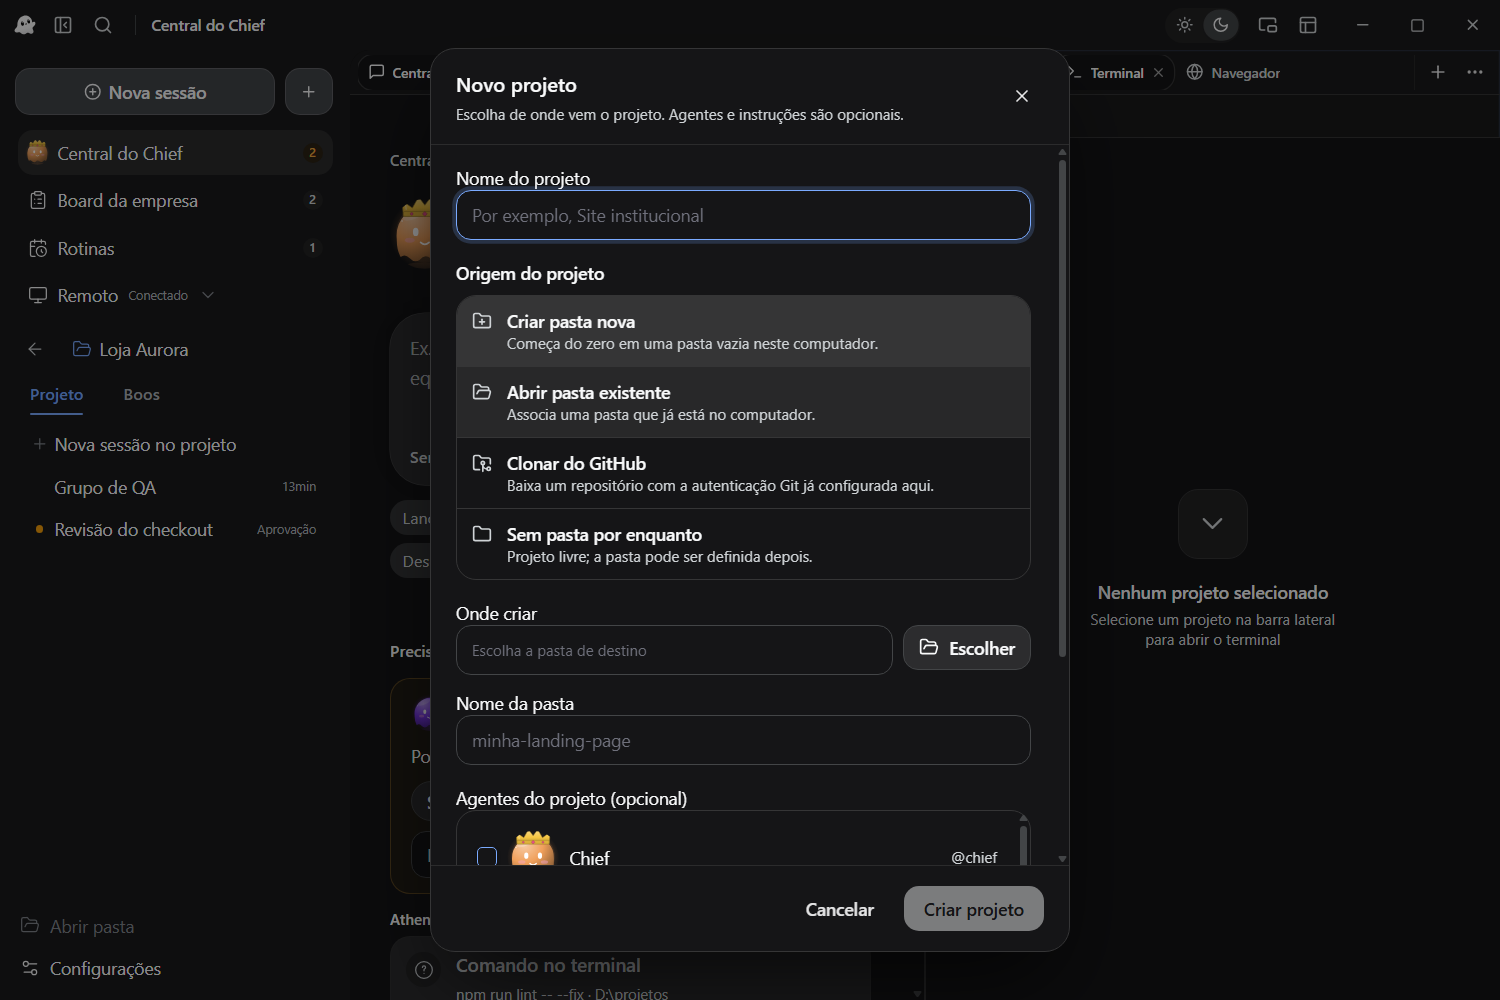 Central do Chief
Nova sessão
Central do Chief 2
Board da empresa 2
Rotinas 1
Remoto Conectado
Loja Aurora
Projeto Boos
Nova sessão no projeto
Grupo de QA 13min
Revisão do checkout Aprovação
Abrir pasta
Configurações
Terminal
Navegador
Novo projeto
Escolha de onde vem o projeto. Agentes e instruções são opcionais.
Nome do projeto
Por exemplo, Site institucional
Origem do projeto
Criar pasta nova
Começa do zero em uma pasta vazia neste computador.
Abrir pasta existente
Associa uma pasta que já está no computador.
Clonar do GitHub
Baixa um repositório com a autenticação Git já configurada aqui.
Sem pasta por enquanto
Projeto livre; a pasta pode ser definida depois.
Onde criar
Escolha a pasta de destino
Escolher
Nome da pasta
minha-landing-page
Agentes do projeto (opcional)
Chief @chief
Cancelar
Criar projeto
Comando no terminal
npm run lint -- --fix · D:\projetos
Nenhum projeto selecionado
Selecione um projeto na barra lateral
para abrir o terminal